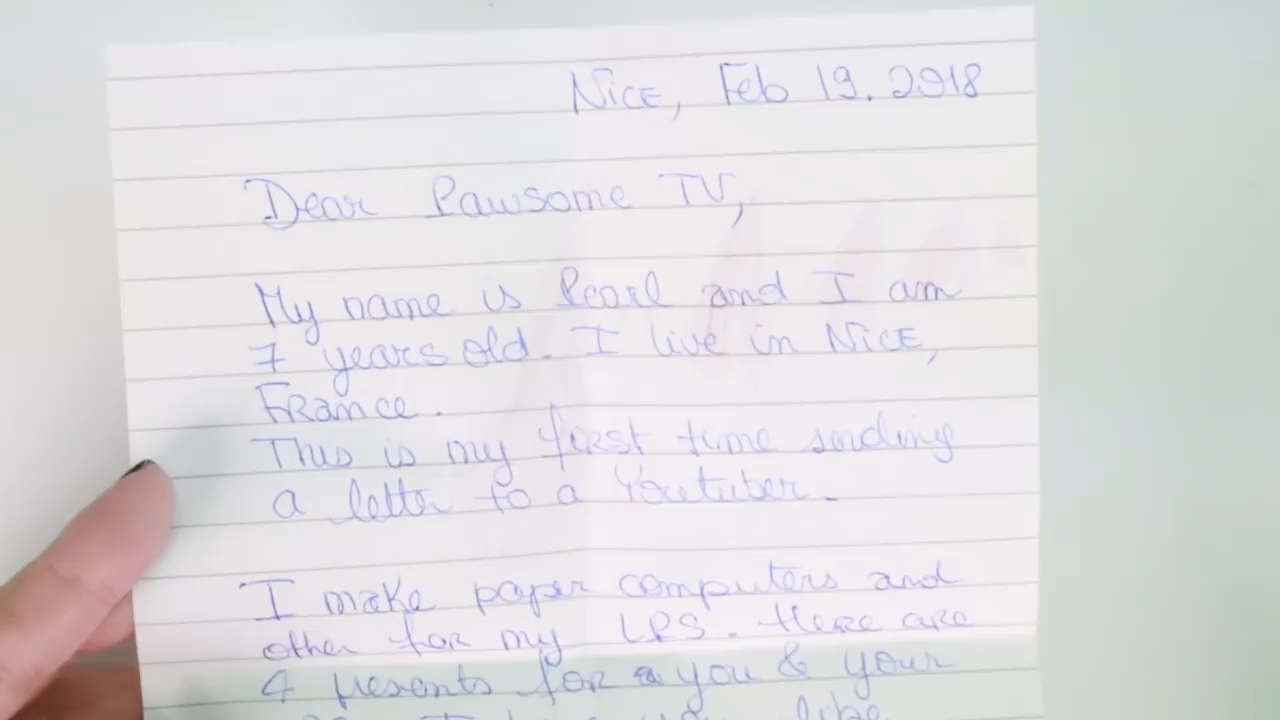 Nice, Feb 19. 2018
Dear Pawsome TV,
My name is Pearl and I am
7 years old. I live in Nice,
France.
This is my first time sending
a letter to a Youtuber.
I make paper computers and
other for my LPS. Here are
4 presents for you & your
like